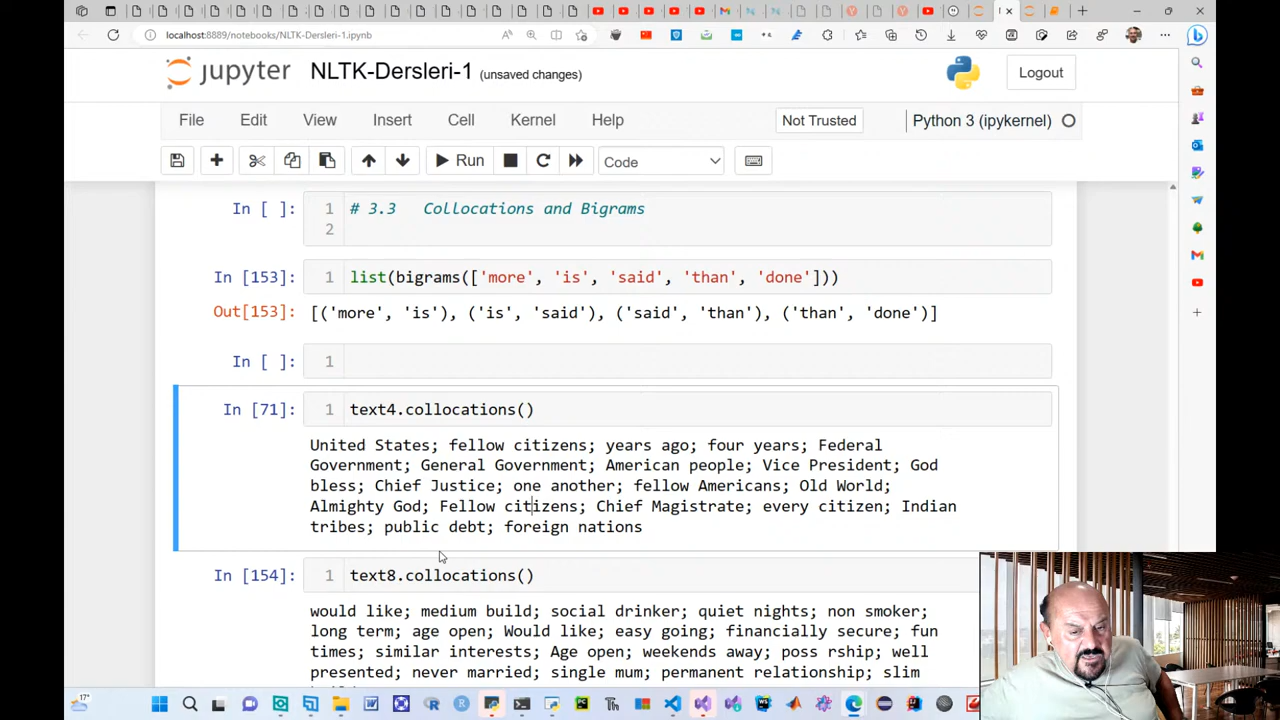 localhost:8889/notebooks/NLTK-Dersleri-1.ipynb
jupyter NLTK-Dersleri-1 (unsaved changes)
Logout
File Edit View Insert Cell Kernel Help Not Trusted Python 3 (ipykernel)
Run Code
In [ ]: 1 # 3.3 Collocations and Bigrams
2
In [153]: 1 list(bigrams(['more', 'is', 'said', 'than', 'done']))
Out[153]: [('more', 'is'), ('is', 'said'), ('said', 'than'), ('than', 'done')]
In [ ]: 1
In [71]: 1 text4.collocations()
United States; fellow citizens; years ago; four years; Federal
Government; General Government; American people; Vice President; God
bless; Chief Justice; one another; fellow Americans; Old World;
Almighty God; Fellow citizens; Chief Magistrate; every citizen; Indian
tribes; public debt; foreign nations
In [154]: 1 text8.collocations()
would like; medium build; social drinker; quiet nights; non smoker;
long term; age open; Would like; easy going; financially secure; fun
times; similar interests; Age open; weekends away; poss rship; well
presented; never married; single mum; permanent relationship; slim
17°